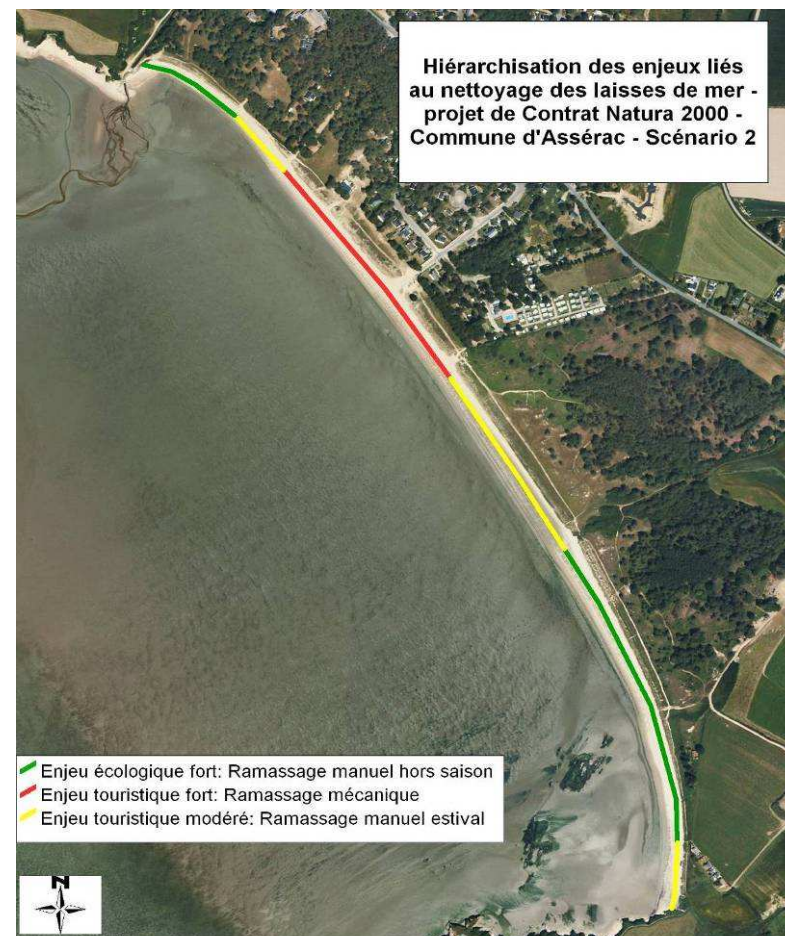 Hiérarchisation des enjeux liés
au nettoyage des laisses de mer -
projet de Contrat Natura 2000 -
Commune d'Assérac - Scénario 2
Enjeu écologique fort: Ramassage manuel hors saison
Enjeu touristique fort: Ramassage mécanique
Enjeu touristique modéré: Ramassage manuel estival
N